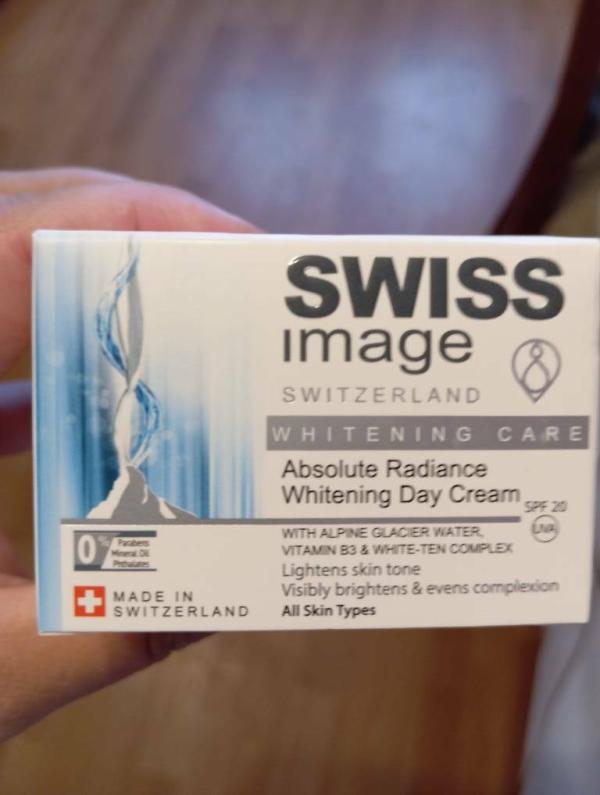 SWISS
image
SWITZERLAND
WHITENING CARE
Absolute Radiance
Whitening Day Cream
SPF 20
UVA
WITH ALPINE GLACIER WATER,
VITAMIN B3 & WHITE-TEN COMPLEX
Lightens skin tone
Visibly brightens & evens complexion
All Skin Types
0%
Parabens
Mineral Oil
Phthalates
MADE IN
SWITZERLAND